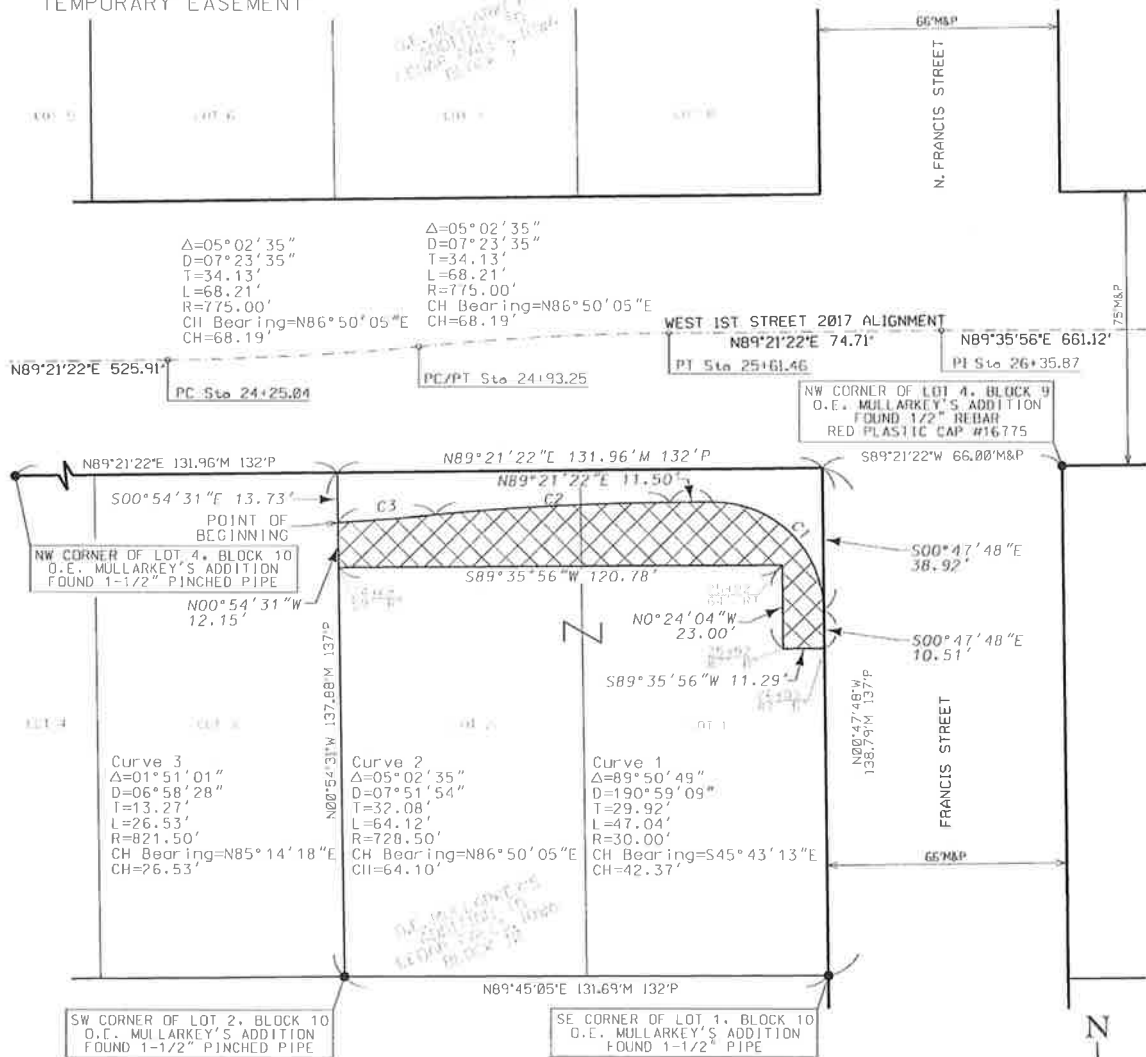 TEMPORARY EASEMENT
66'M&P
N. FRANCIS STREET
LOT 6
75'M&P
Δ=05°02'35"
D=07°23'35"
T=34.13'
L=68.21'
R=775.00'
CH Bearing=N86°50'05"E
CH=68.19'
Δ=05°02'35"
D=07°23'35"
T=34.13'
L=68.21'
R=775.00'
CH Bearing=N86°50'05"E
CH=68.19'
WEST 1ST STREET 2017 ALIGNMENT
N89°21'22"E 525.91'
N89°21'22"E 74.71'
N89°35'56"E 661.12'
PC Sta 24+25.04
PC/PT Sta 24+93.25
PT Sta 25+61.46
PI Sta 26+35.87
NW CORNER OF LOT 4, BLOCK 9
O.E. MULLARKEY'S ADDITION
FOUND 1/2" REBAR
RED PLASTIC CAP #16775
N89°21'22"E 131.96'M 132'P
N89°21'22"E 131.96'M 132'P
S89°21'22"W 66.00'M&P
S00°54'31"E 13.73'
N89°21'22"E 11.50'
C3
C2
C1
POINT OF
BEGINNING
NW CORNER OF LOT 4, BLOCK 10
O.E. MULLARKEY'S ADDITION
FOUND 1-1/2" PINCHED PIPE
S00°47'48"E
38.92'
S89°35'56"W 120.78'
N00°54'31"W
12.15'
N0°24'04"W
23.00'
S00°47'48"E
10.51'
S89°35'56"W 11.29'
N00°54'31"W 137.88'M 137'P
N00°47'48"W
138.79'M 137'P
FRANCIS STREET
LOT 4
LOT 1
Curve 3
Δ=01°51'01"
D=06°58'28"
T=13.27'
L=26.53'
R=821.50'
CH Bearing=N85°14'18"E
CH=26.53'
Curve 2
Δ=05°02'35"
D=07°51'54"
T=32.08'
L=64.12'
R=728.50'
CH Bearing=N86°50'05"E
CH=64.10'
Curve 1
Δ=89°50'49"
D=190°59'09"
T=29.92'
L=47.04'
R=30.00'
CH Bearing=S45°43'13"E
CH=42.37'
66'M&P
N89°45'05"E 131.69'M 132'P
SW CORNER OF LOT 2, BLOCK 10
O.E. MULLARKEY'S ADDITION
FOUND 1-1/2" PINCHED PIPE
SE CORNER OF LOT 1, BLOCK 10
O.E. MULLARKEY'S ADDITION
FOUND 1-1/2" PIPE
N